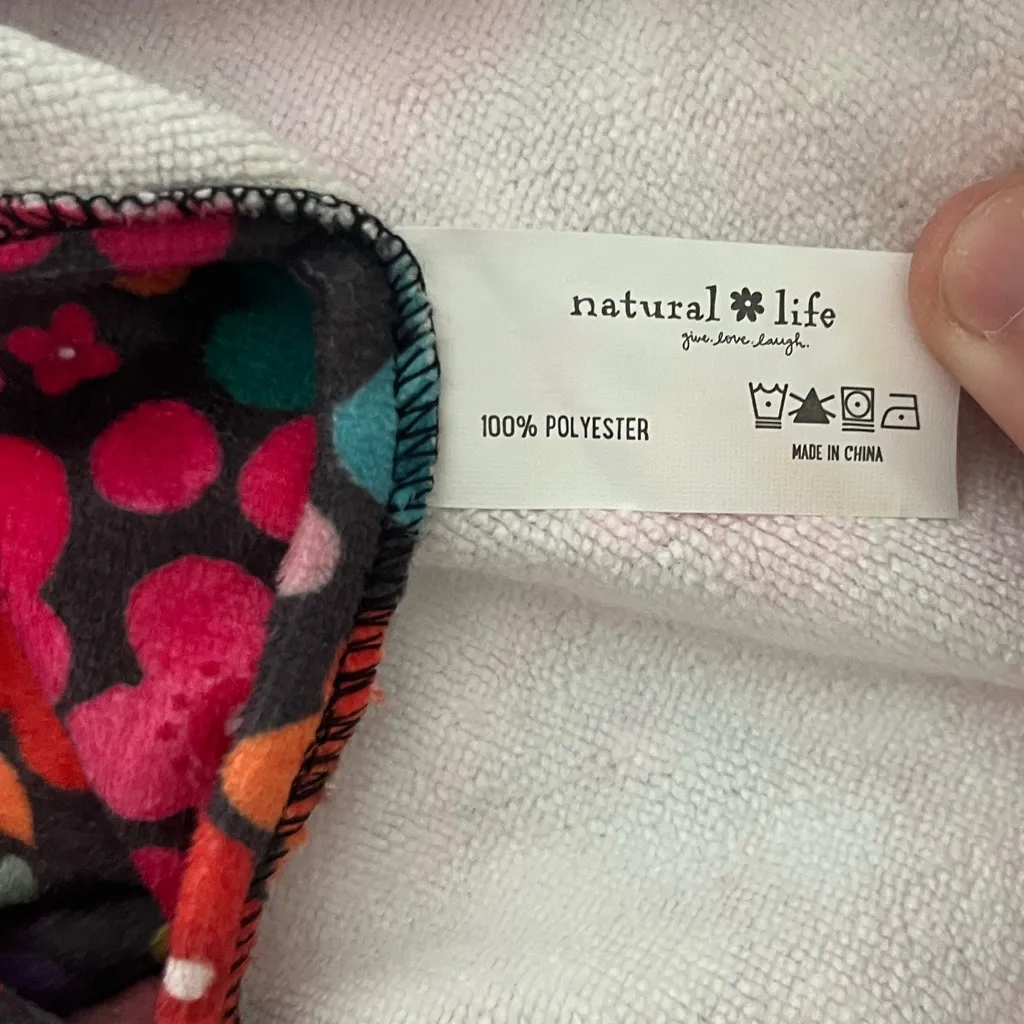 natural life
give. love. laugh.
100% POLYESTER
MADE IN CHINA